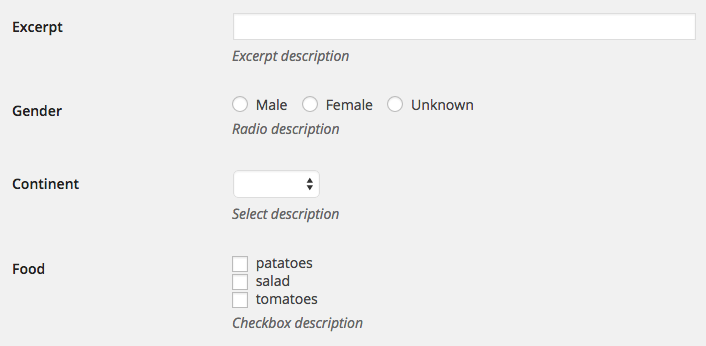 Excerpt
Excerpt description
Gender Male Female Unknown
Radio description
Continent
Select description
Food patatoes
salad
tomatoes
Checkbox description